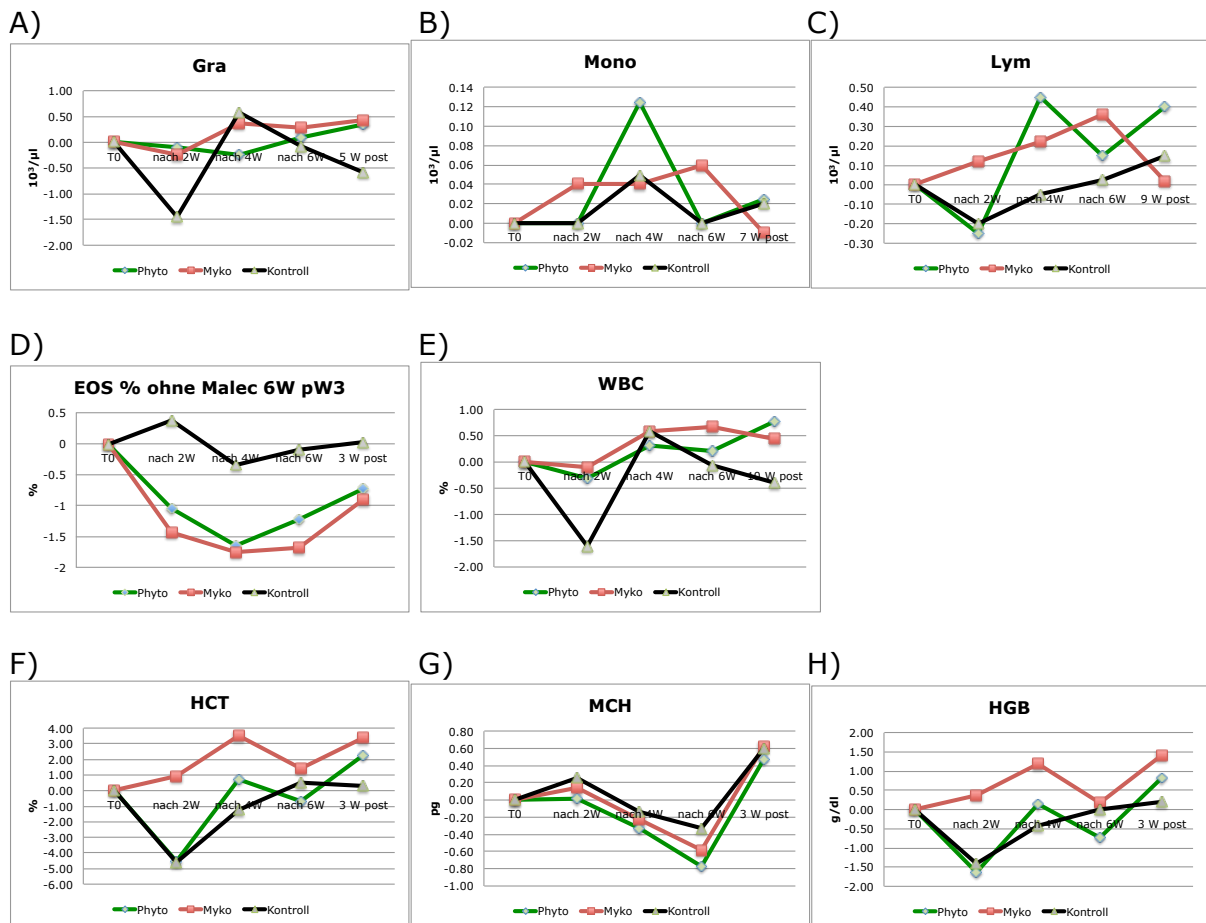 A)
Gra
1.00
0.50
0.00
-0.50
-1.00
-1.50
-2.00
10³/µl
T0 nach 2W nach 4W nach 6W 5 W post
Phyto Myko Kontroll
B)
Mono
0.14
0.12
0.10
0.08
0.06
0.04
0.02
0.00
-0.02
10³/µl
T0 nach 2W nach 4W nach 6W 7 W post
Phyto Myko Kontroll
C)
Lym
0.50
0.40
0.30
0.20
0.10
0.00
-0.10
-0.20
-0.30
10³/µl
T0 nach 2W nach 4W nach 6W 9 W post
Phyto Myko Kontroll
D)
EOS % ohne Malec 6W pW3
0.5
0
-0.5
-1
-1.5
-2
%
T0 nach 2W nach 4W nach 6W 3 W post
Phyto Myko Kontroll
E)
WBC
1.00
0.50
0.00
-0.50
-1.00
-1.50
-2.00
%
T0 nach 2W nach 4W nach 6W 10 W post
Phyto Myko Kontroll
F)
HCT
4.00
3.00
2.00
1.00
0.00
-1.00
-2.00
-3.00
-4.00
-5.00
-6.00
%
T0 nach 2W nach 4W nach 6W 3 W post
Phyto Myko Kontroll
G)
MCH
0.80
0.60
0.40
0.20
0.00
-0.20
-0.40
-0.60
-0.80
-1.00
pg
T0 nach 2W nach 4W nach 6W 3 W post
Phyto Myko Kontroll
H)
HGB
2.00
1.50
1.00
0.50
0.00
-0.50
-1.00
-1.50
-2.00
g/dl
T0 nach 2W nach 4W nach 6W 3 W post
Phyto Myko Kontroll